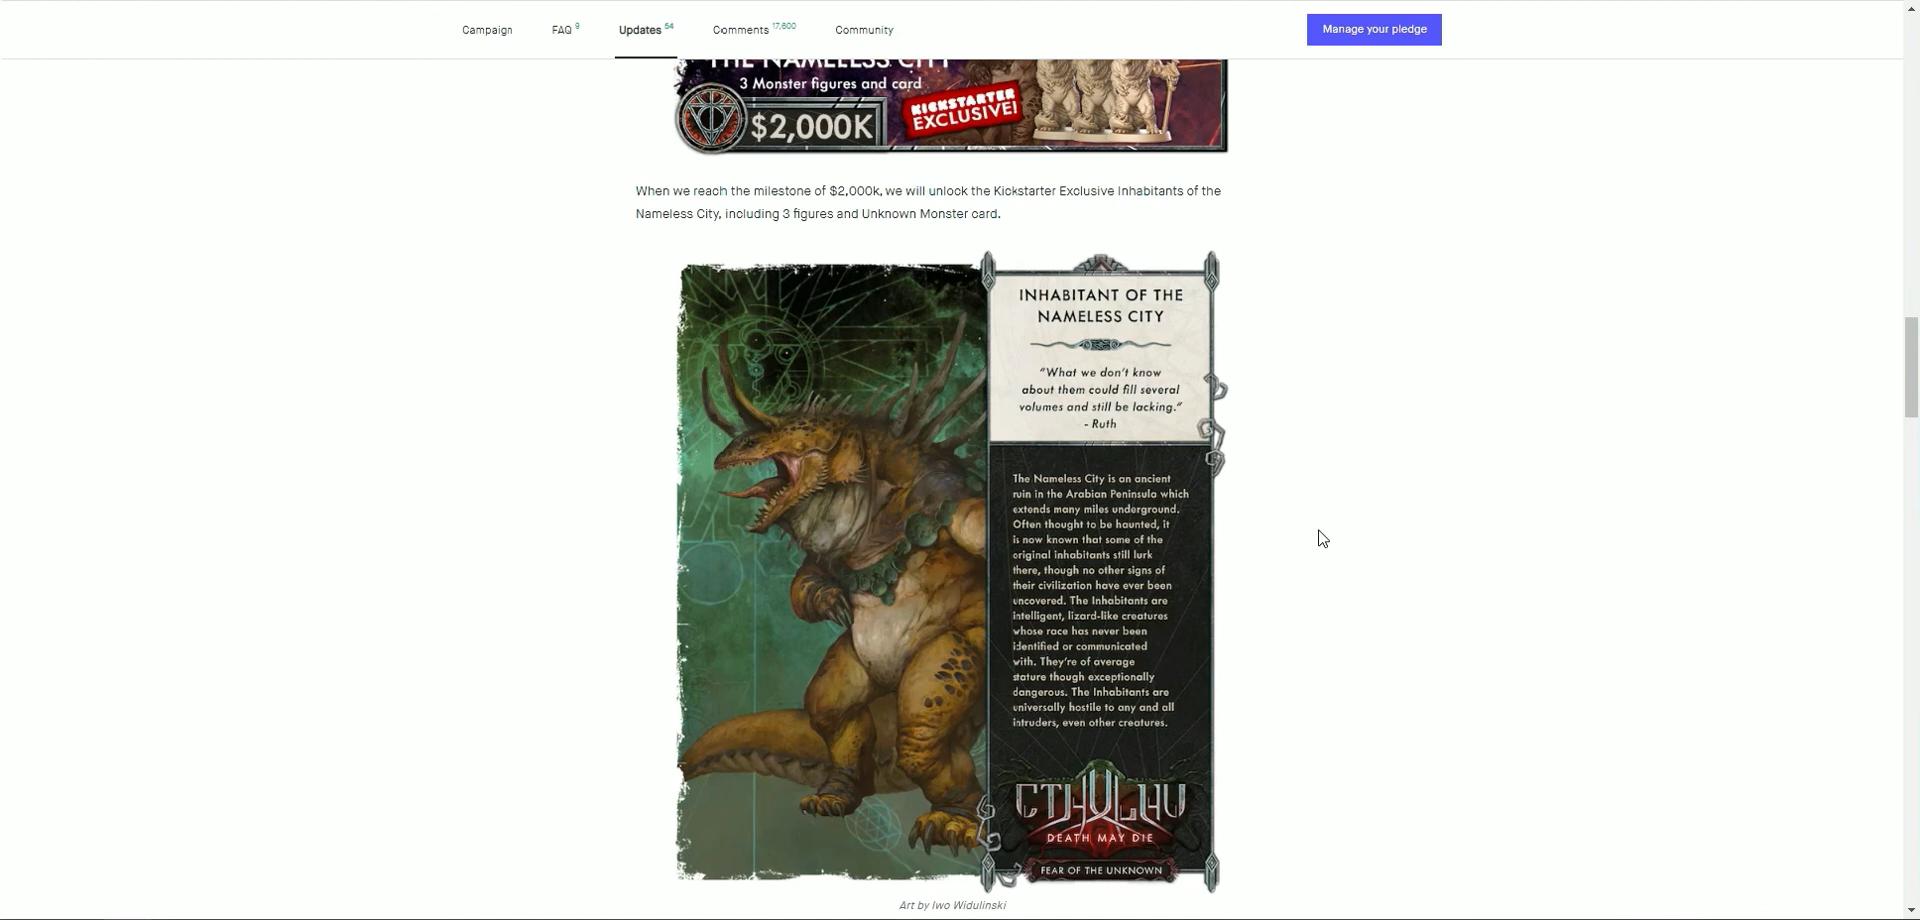 Campaign
FAQ 9
Updates 54
Comments 17,600
Community
Manage your pledge
THE NAMELESS CITY
3 Monster figures and card
KICKSTARTER
EXCLUSIVE!
$2,000K
When we reach the milestone of $2,000k, we will unlock the Kickstarter Exclusive Inhabitants of the
Nameless City, including 3 figures and Unknown Monster card.
INHABITANT OF THE
NAMELESS CITY
"What we don't know
about them could fill several
volumes and still be lacking."
- Ruth
The Nameless City is an ancient
ruin in the Arabian Peninsula which
extends many miles underground.
Often thought to be haunted, it
is now known that some of the
original inhabitants still lurk
there, though no other signs of
their civilization have ever been
uncovered. The Inhabitants are
intelligent, lizard-like creatures
whose race has never been
identified or communicated
with. They're of average
stature though exceptionally
dangerous. The Inhabitants are
universally hostile to any and all
intruders, even other creatures.
CTHULHU
DEATH MAY DIE
FEAR OF THE UNKNOWN
Art by Iwo Widulinski